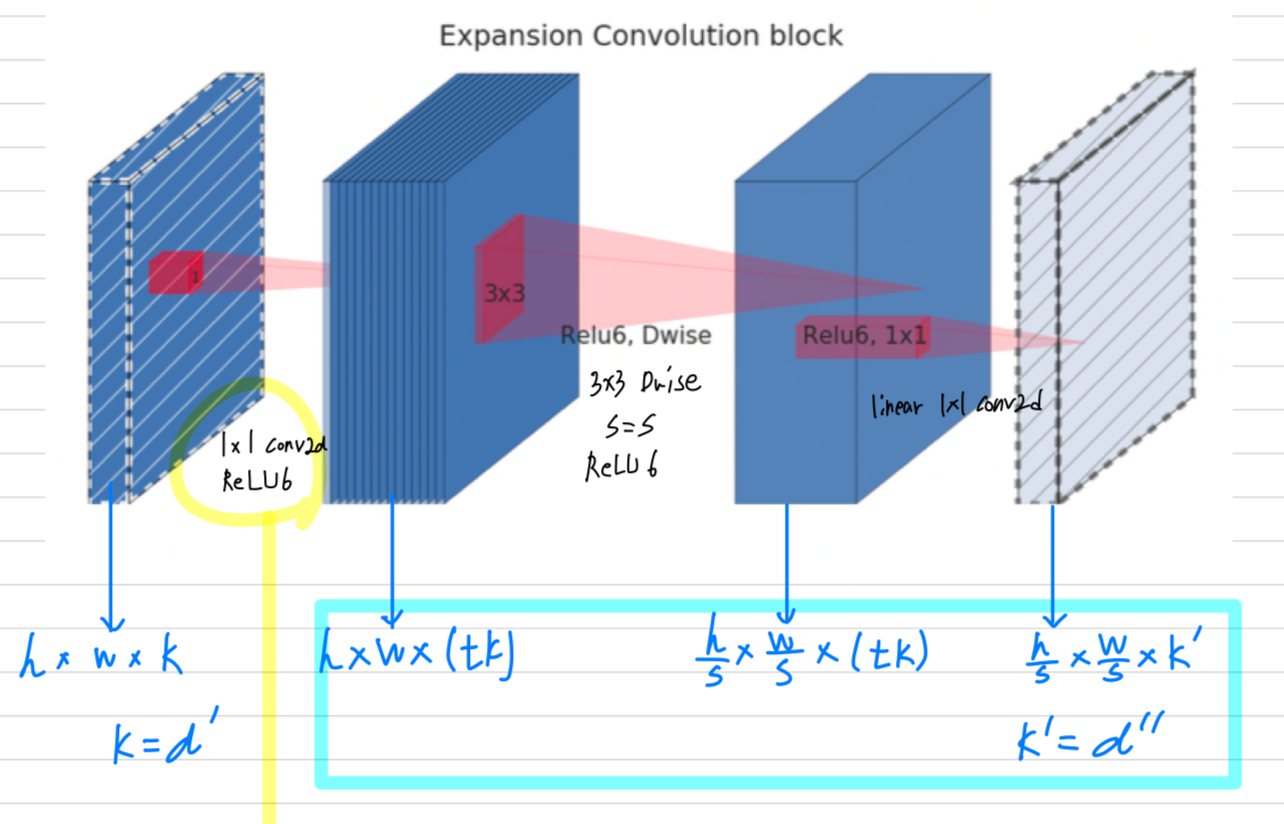 Expansion Convolution block
1
3x3
Relu6, Dwise
Relu6, 1x1
1x1 conv2d
ReLU6
3x3 Dwise
s=s
ReLU6
linear 1x1 conv2d
h x w x k
k=d'
h x w x (tk)
h/s x w/s x (tk)
h/s x w/s x k'
k'= d''